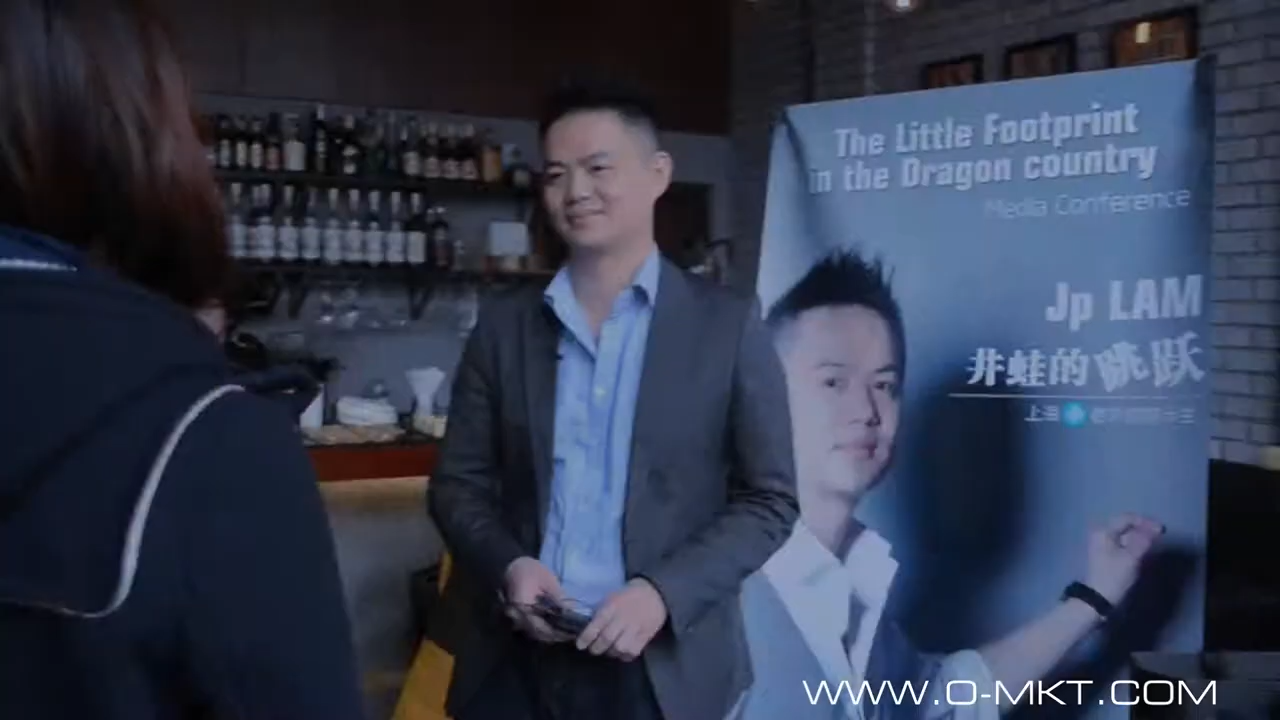 The Little Footprint
in the Dragon country
Media Conference
Jp LAM
井蛙的跳跃
上海
WWW.O-MKT.COM